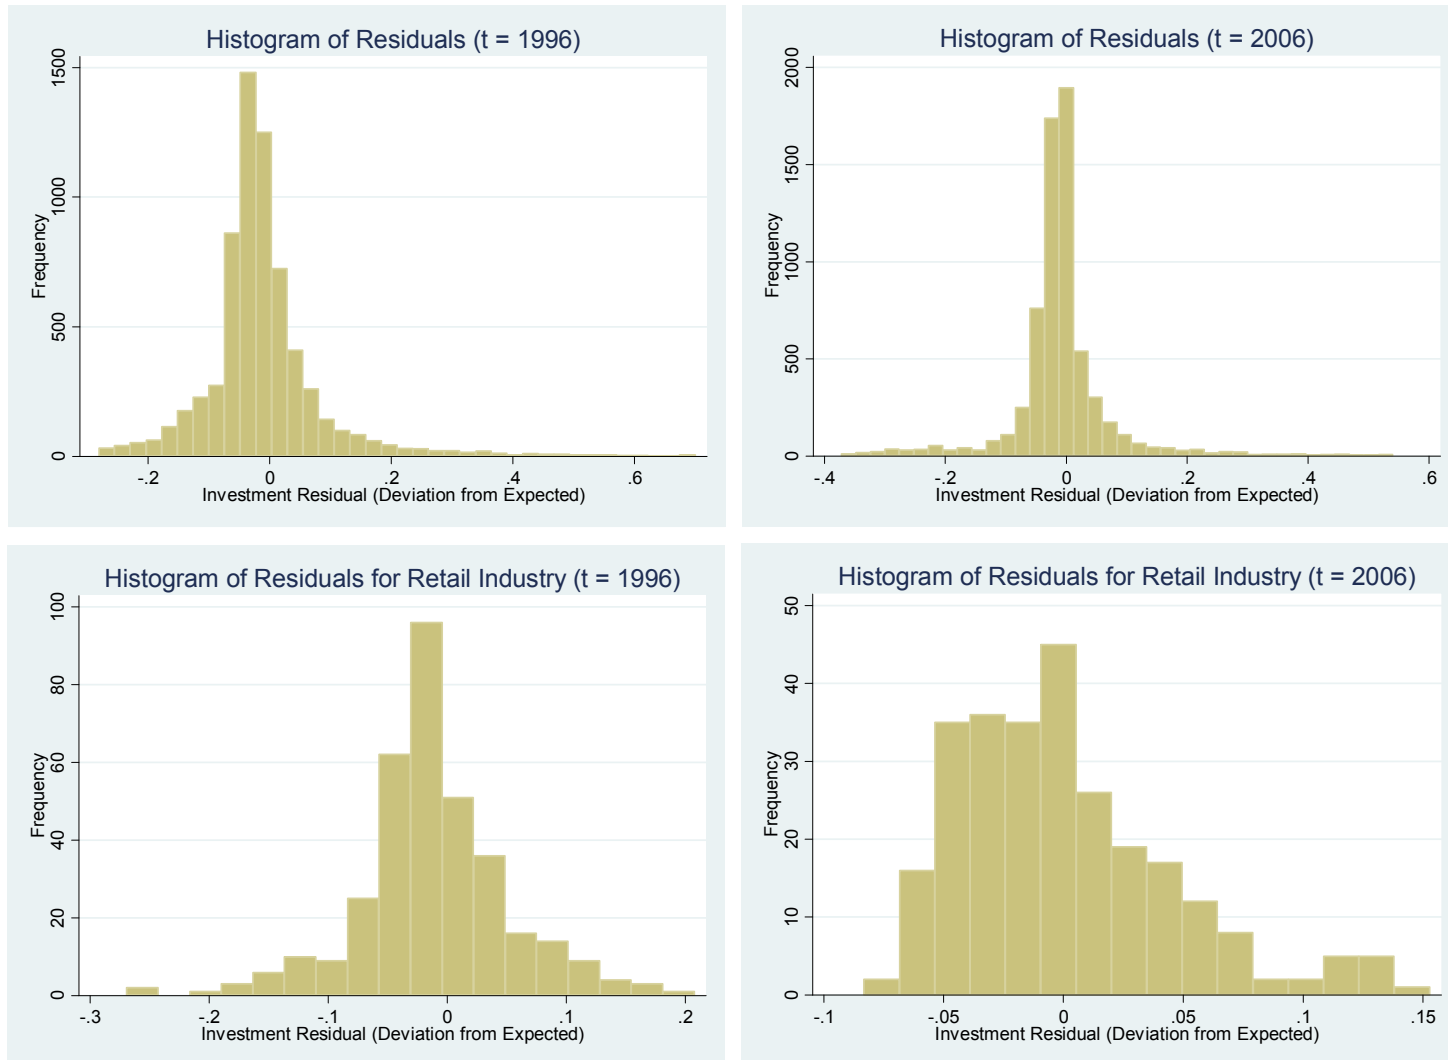 Histogram of Residuals (t = 1996)
Frequency
1500
1000
500
0
-.2 0 .2 .4 .6
Investment Residual (Deviation from Expected)
Histogram of Residuals (t = 2006)
Frequency
2000
1500
1000
500
0
-.4 -.2 0 .2 .4 .6
Investment Residual (Deviation from Expected)
Histogram of Residuals for Retail Industry (t = 1996)
Frequency
100
80
60
40
20
0
-.3 -.2 -.1 0 .1 .2
Investment Residual (Deviation from Expected)
Histogram of Residuals for Retail Industry (t = 2006)
Frequency
50
40
30
20
10
0
-.1 -.05 0 .05 .1 .15
Investment Residual (Deviation from Expected)